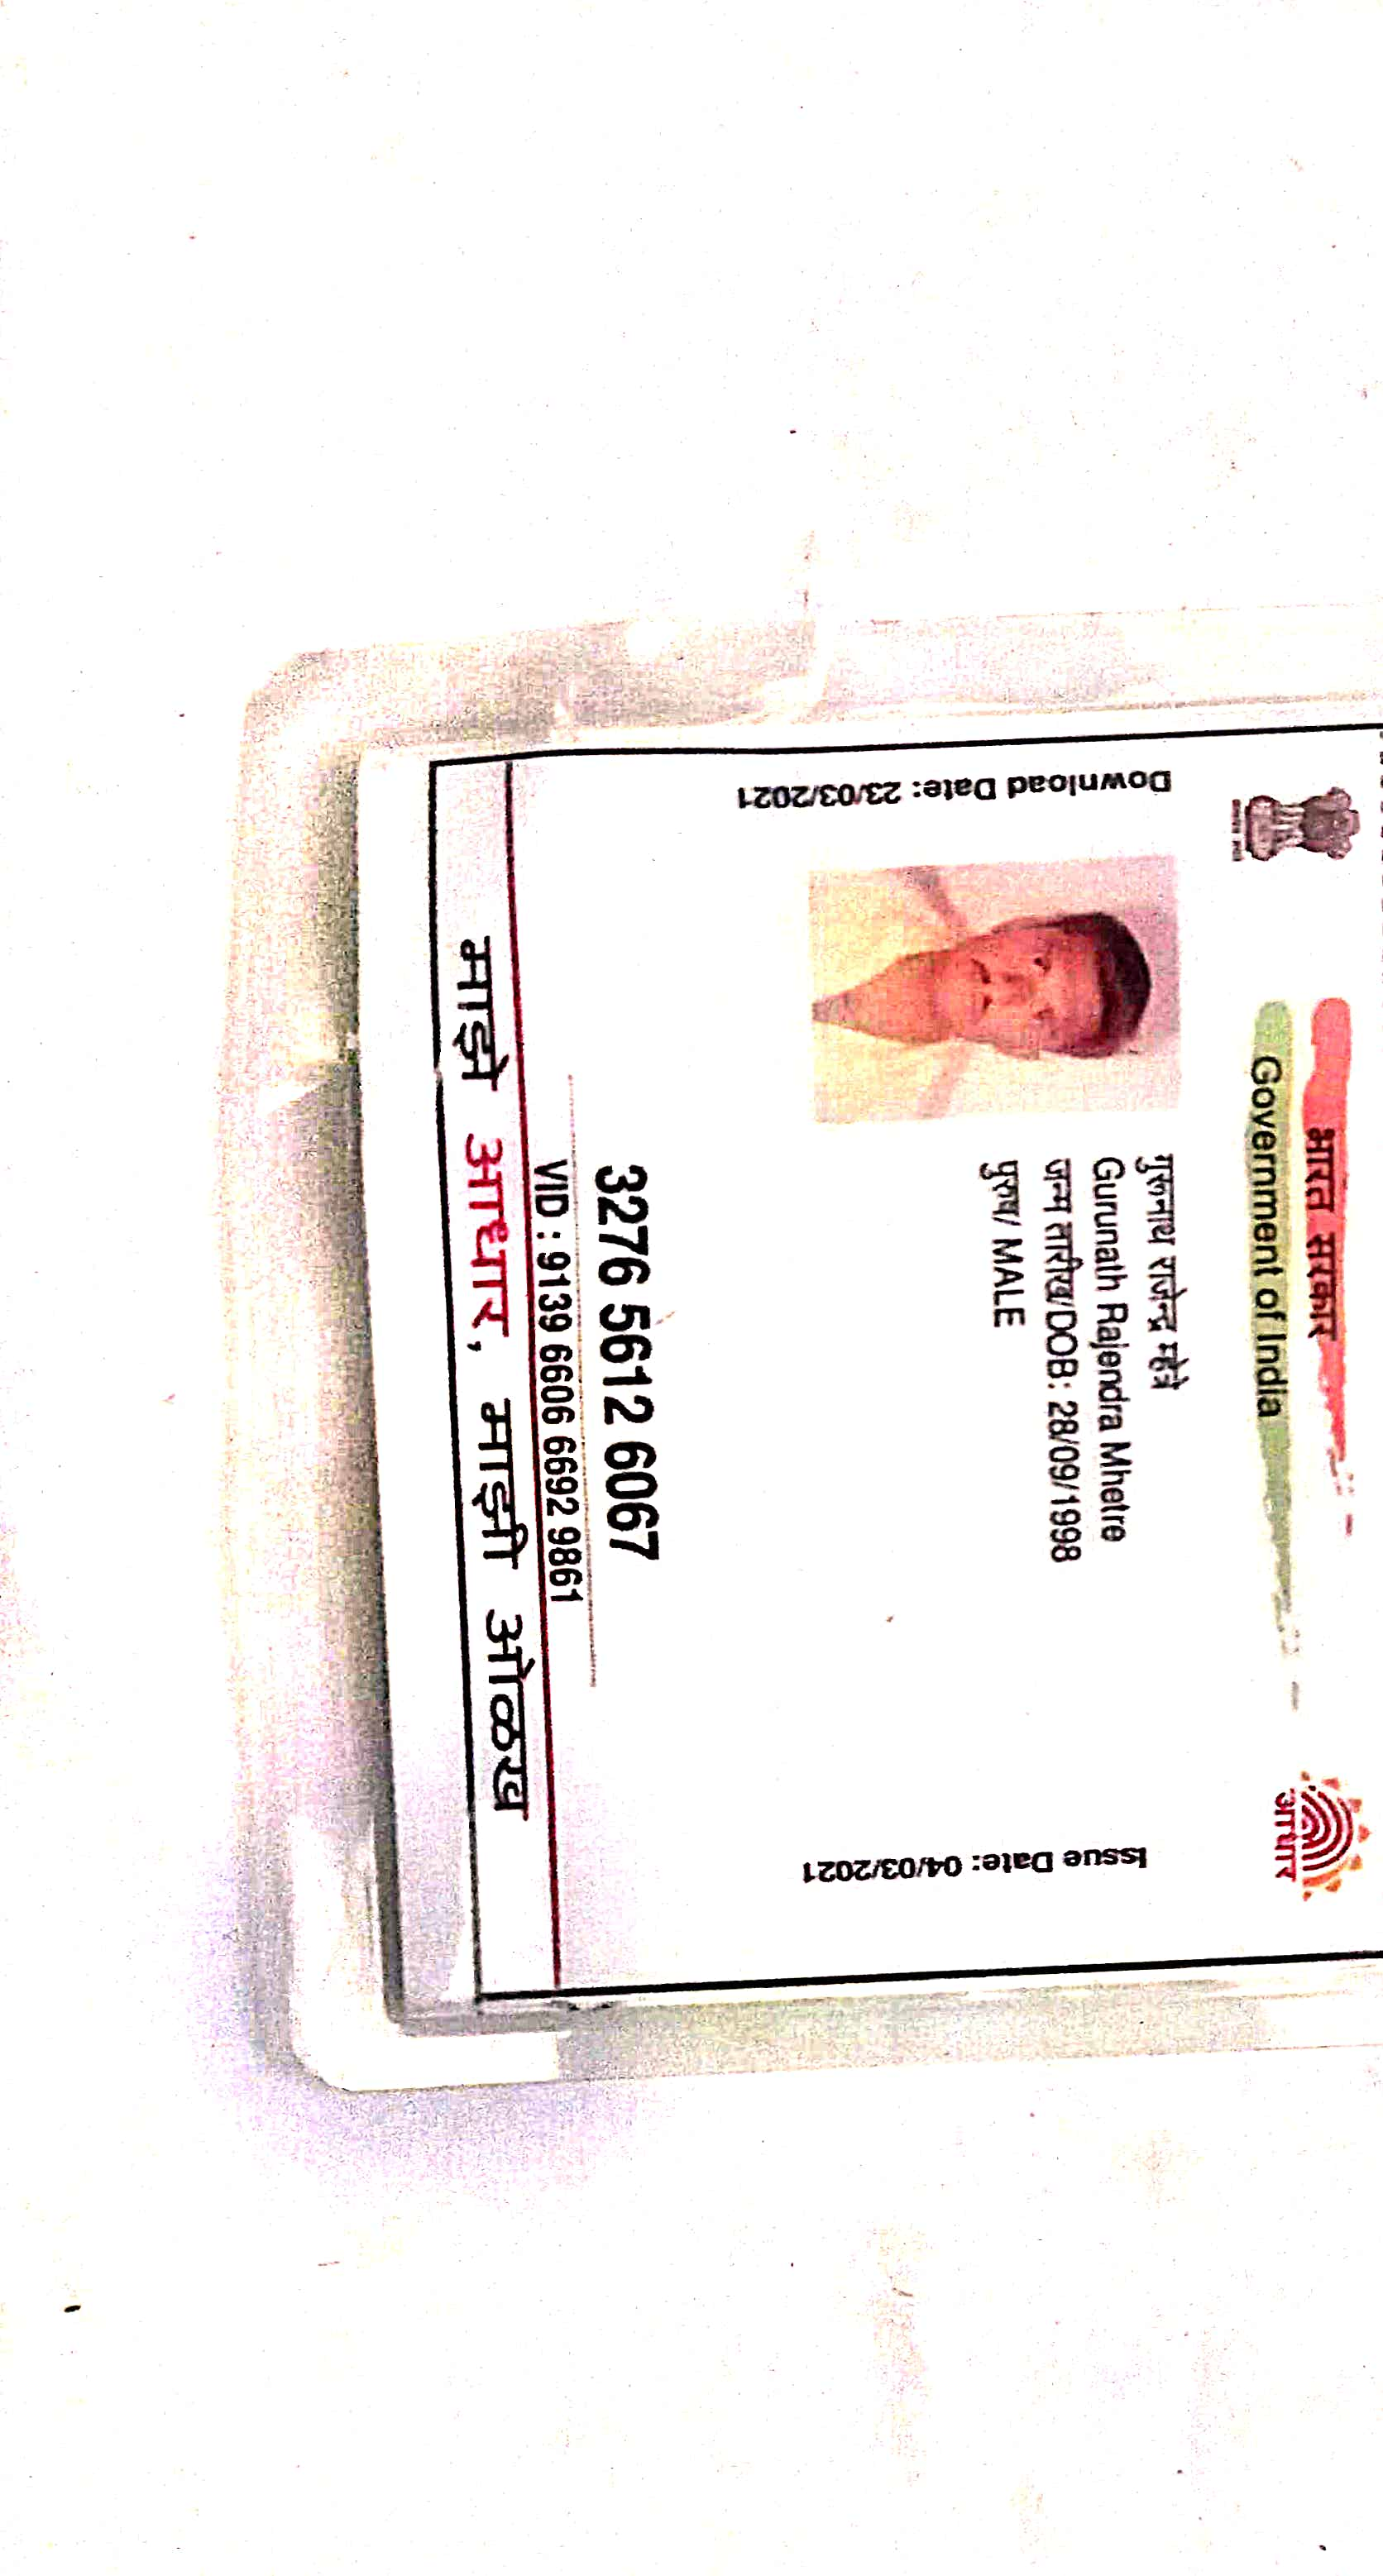 भारत सरकार
Government of India
आधार
Download Date: 23/03/2021
Issue Date: 04/03/2021
गुरुनाथ राजेन्द्र म्हेत्रे
Gurunath Rajendra Mhetre
जन्म तारीख/DOB: 28/09/1998
पुरुष/ MALE
3276 5612 6067
VID : 9139 6606 6692 9861
माझे आधार, माझी ओळख